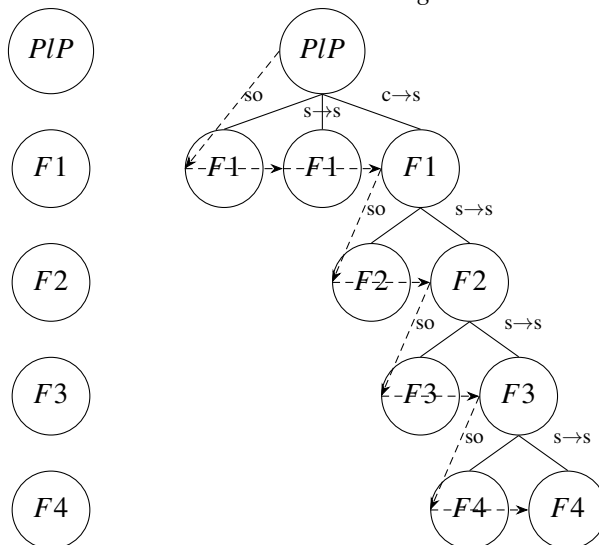 PlP PlP
so s→s c→s
F1 F1 F1 F1
so s→s
F2 F2 F2
so s→s
F3 F3 F3
so s→s
F4 F4 F4